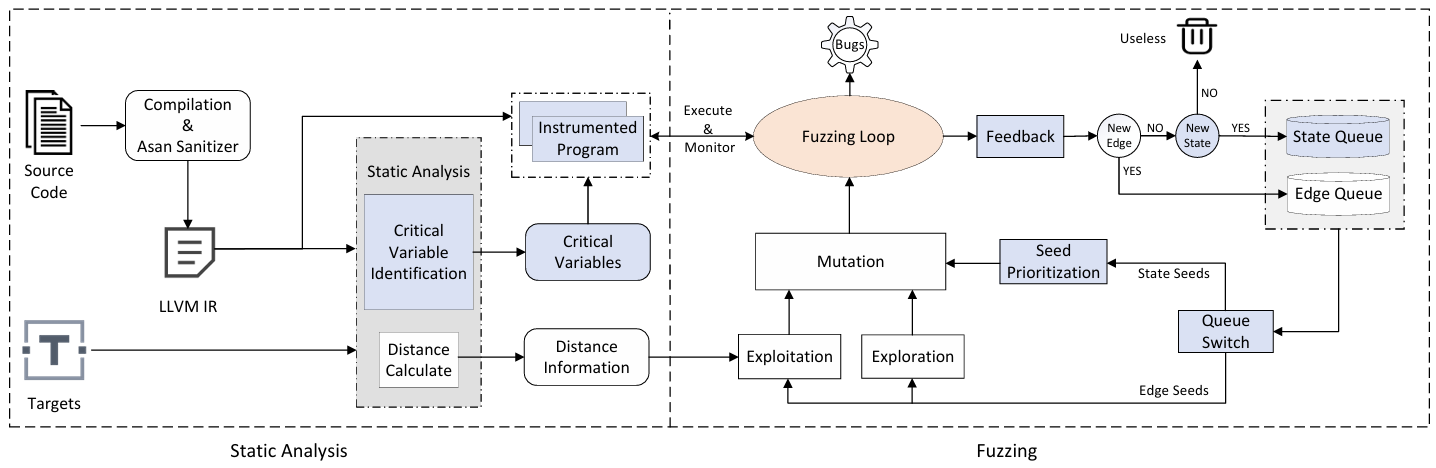 Source
Code
Compilation
&
Asan Sanitizer
LLVM IR
Targets
Static Analysis
Critical
Variable
Identification
Distance
Calculate
Instrumented
Program
Critical
Variables
Distance
Information
Static Analysis
Execute
&
Monitor
Bugs
Fuzzing Loop
Feedback
New
Edge
NO
YES
New
State
NO
YES
Useless
State Queue
Edge Queue
Mutation
Seed
Prioritization
State Seeds
Queue
Switch
Exploitation
Exploration
Edge Seeds
Fuzzing